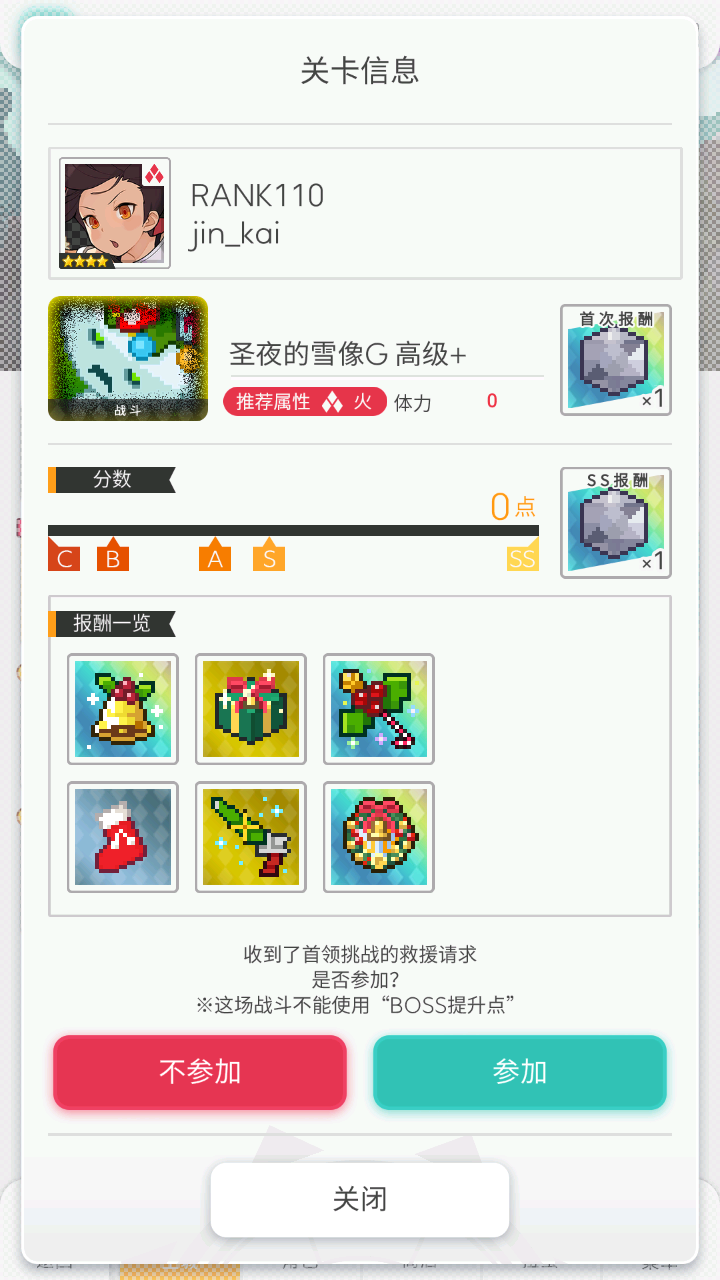 关卡信息
RANK110
jin_kai
首次报酬
×1
圣夜的雪像G 高级+
战斗
推荐属性 火 体力 0
分数
SS报酬
×1
0点
C B A S SS
报酬一览
收到了首领挑战的救援请求
是否参加?
※这场战斗不能使用“BOSS提升点”
不参加
参加
关闭